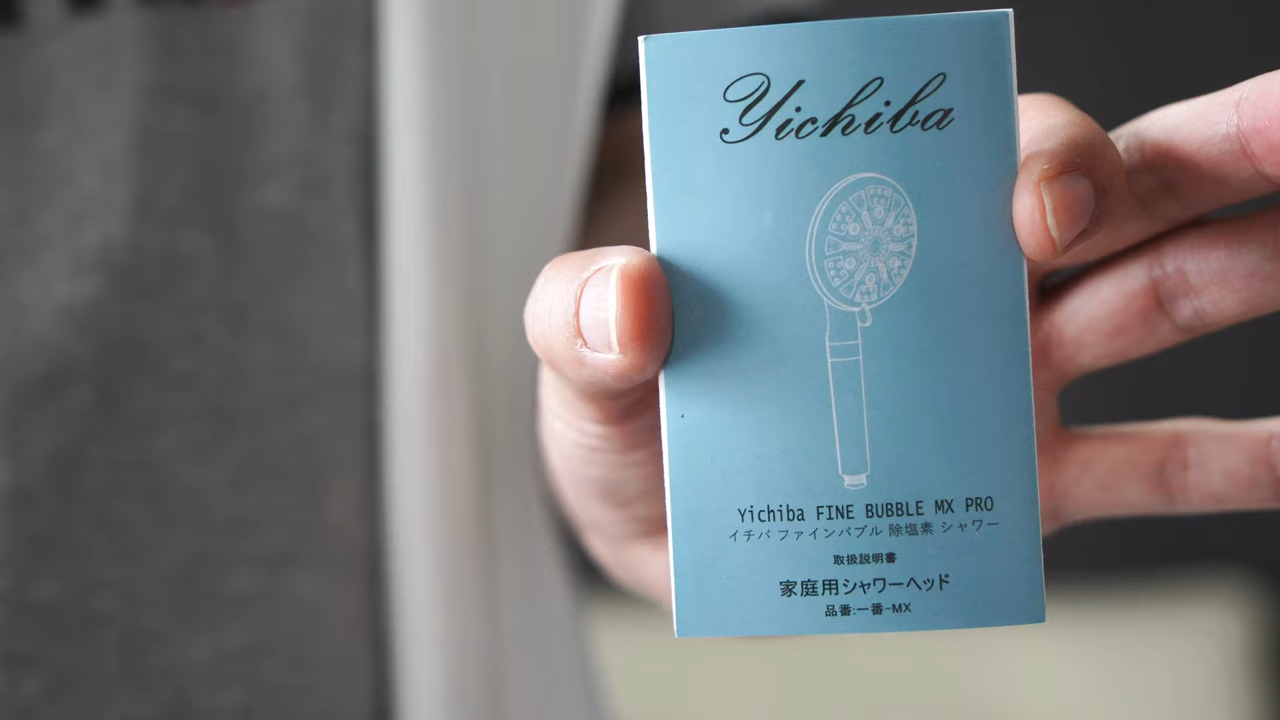 Yichiba
Yichiba FINE BUBBLE MX PRO
イチバ ファインバブル 除塩素 シャワー
取扱説明書
家庭用シャワーヘッド
品番:一番-MX